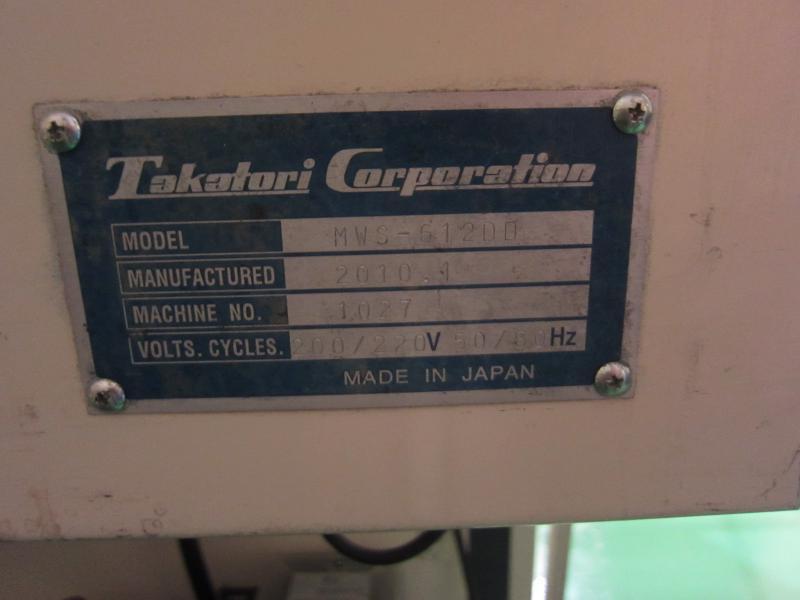 Takatori Corporation
MODEL MWS-612DD
MANUFACTURED 2010.1
MACHINE NO. 1027
VOLTS. CYCLES. 200/220V 50/60Hz
MADE IN JAPAN